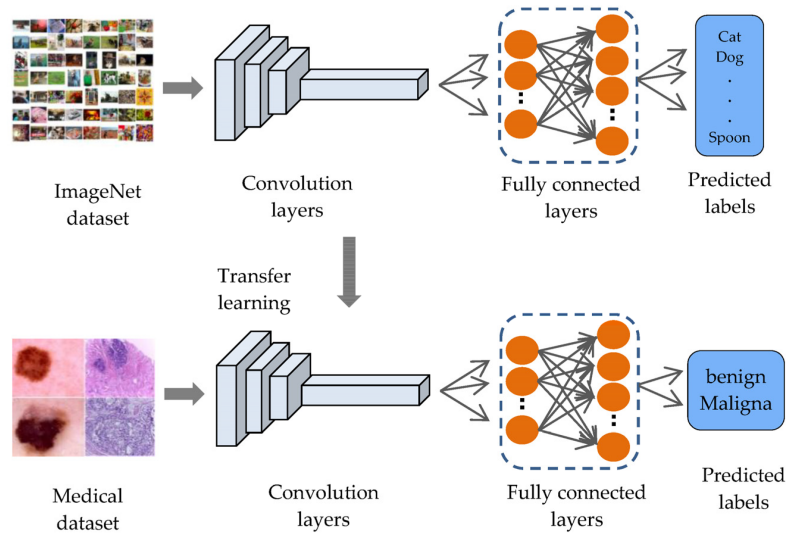 Cat
Dog
.
.
.
Spoon
ImageNet
dataset
Convolution
layers
Fully connected
layers
Predicted
labels
Transfer
learning
benign
Maligna
Medical
dataset
Convolution
layers
Fully connected
layers
Predicted
labels